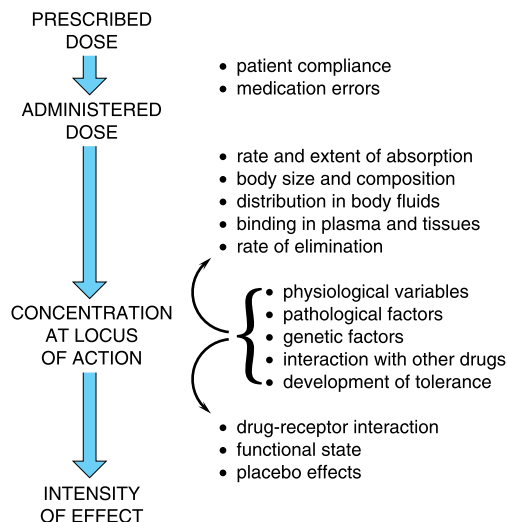 PRESCRIBED
DOSE
• patient compliance
• medication errors
ADMINISTERED
DOSE
• rate and extent of absorption
• body size and composition
• distribution in body fluids
• binding in plasma and tissues
• rate of elimination
CONCENTRATION
AT LOCUS
OF ACTION
• physiological variables
• pathological factors
• genetic factors
• interaction with other drugs
• development of tolerance
• drug-receptor interaction
• functional state
• placebo effects
INTENSITY
OF EFFECT